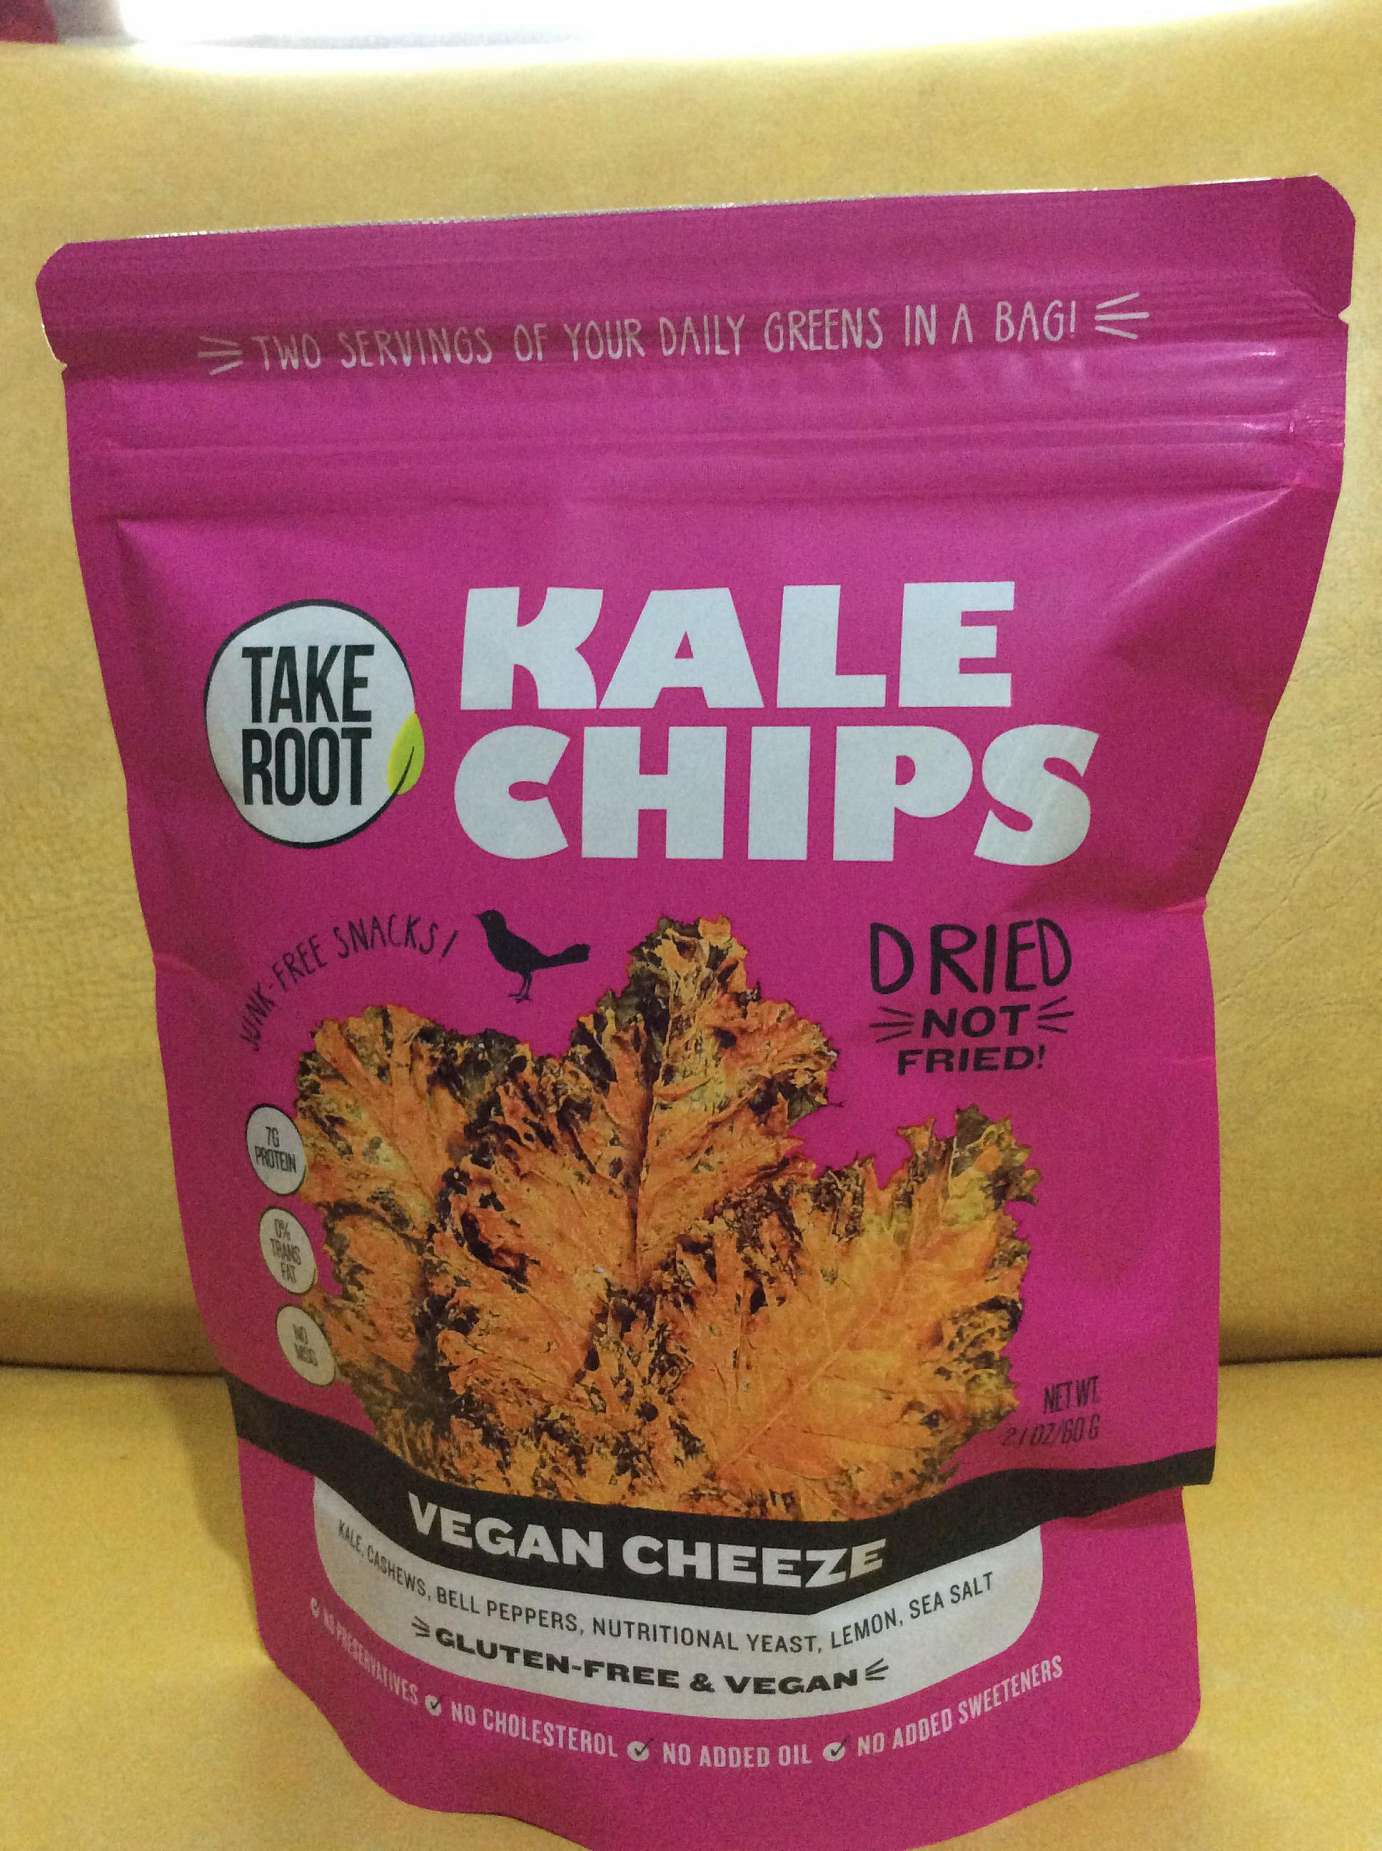 TWO SERVINGS OF YOUR DAILY GREENS IN A BAG!
TAKE
ROOT
KALE
CHIPS
JUNK-FREE SNACKS!
DRIED
NOT
FRIED!
7G
PROTEIN
0%
TRANS
FAT
NO
MSG
NET WT.
2.1 OZ/60 G
VEGAN CHEEZE
KALE, CASHEWS, BELL PEPPERS, NUTRITIONAL YEAST, LEMON, SEA SALT
GLUTEN-FREE & VEGAN
NO PRESERVATIVES NO CHOLESTEROL NO ADDED OIL NO ADDED SWEETENERS